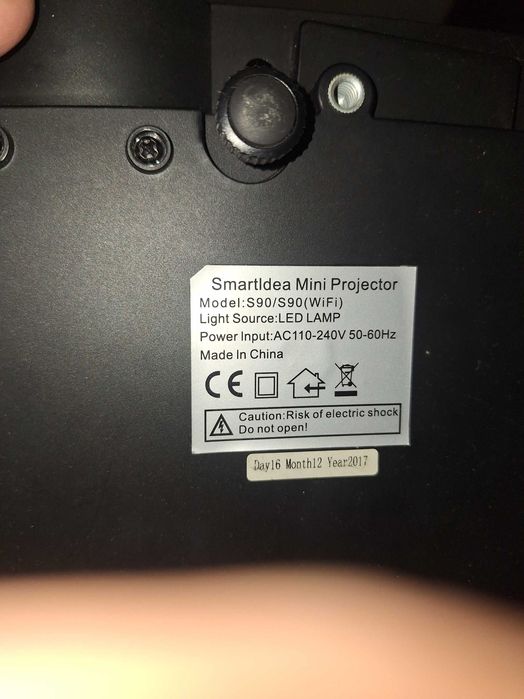 SmartIdea Mini Projector
Model:S90/S90(WiFi)
Light Source:LED LAMP
Power Input:AC110-240V 50-60Hz
Made In China
CE
Caution:Risk of electric shock
Do not open!
Day16 Month12 Year2017